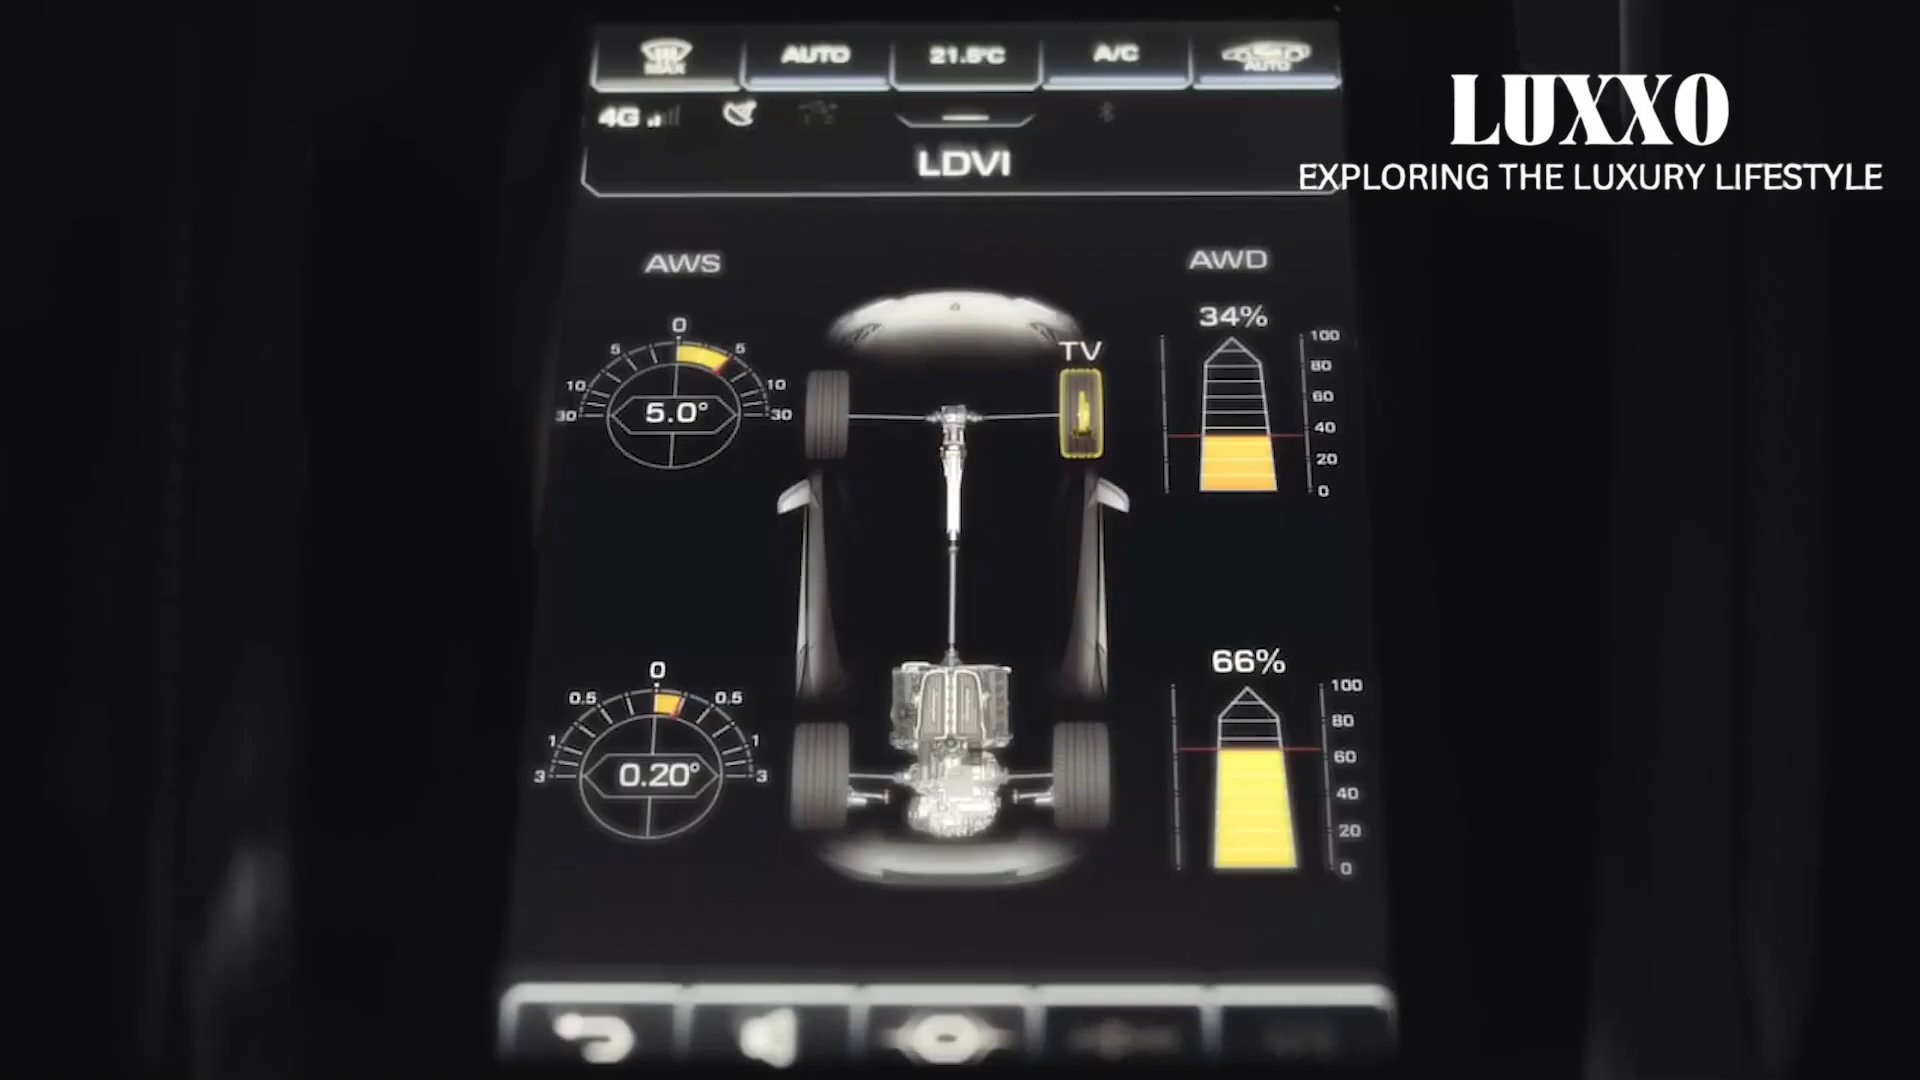 MAX
AUTO
21.5°C
A/C
AUTO
LUXXO
EXPLORING THE LUXURY LIFESTYLE
4G
LDVI
AWS
AWD
0
5 5
10 10
30 30
5.0°
TV
34%
100
80
60
40
20
0
0
0.5 0.5
1 1
3 3
0.20°
66%
100
80
60
40
20
0